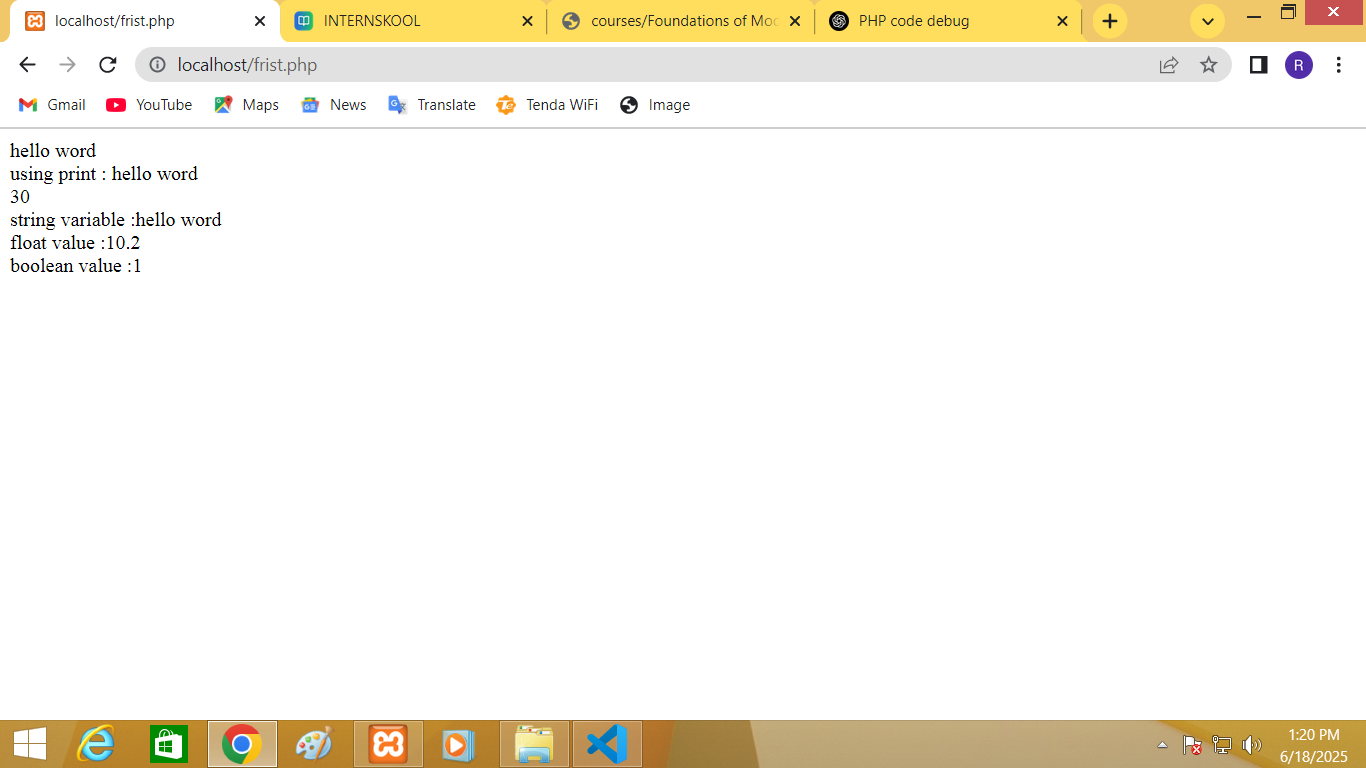 localhost/frist.php
INTERNSKOOL
courses/Foundations of Moc
PHP code debug
localhost/frist.php
R
Gmail
YouTube
Maps
News
Translate
Tenda WiFi
Image
hello word
using print : hello word
30
string variable :hello word
float value :10.2
boolean value :1
1:20 PM
6/18/2025